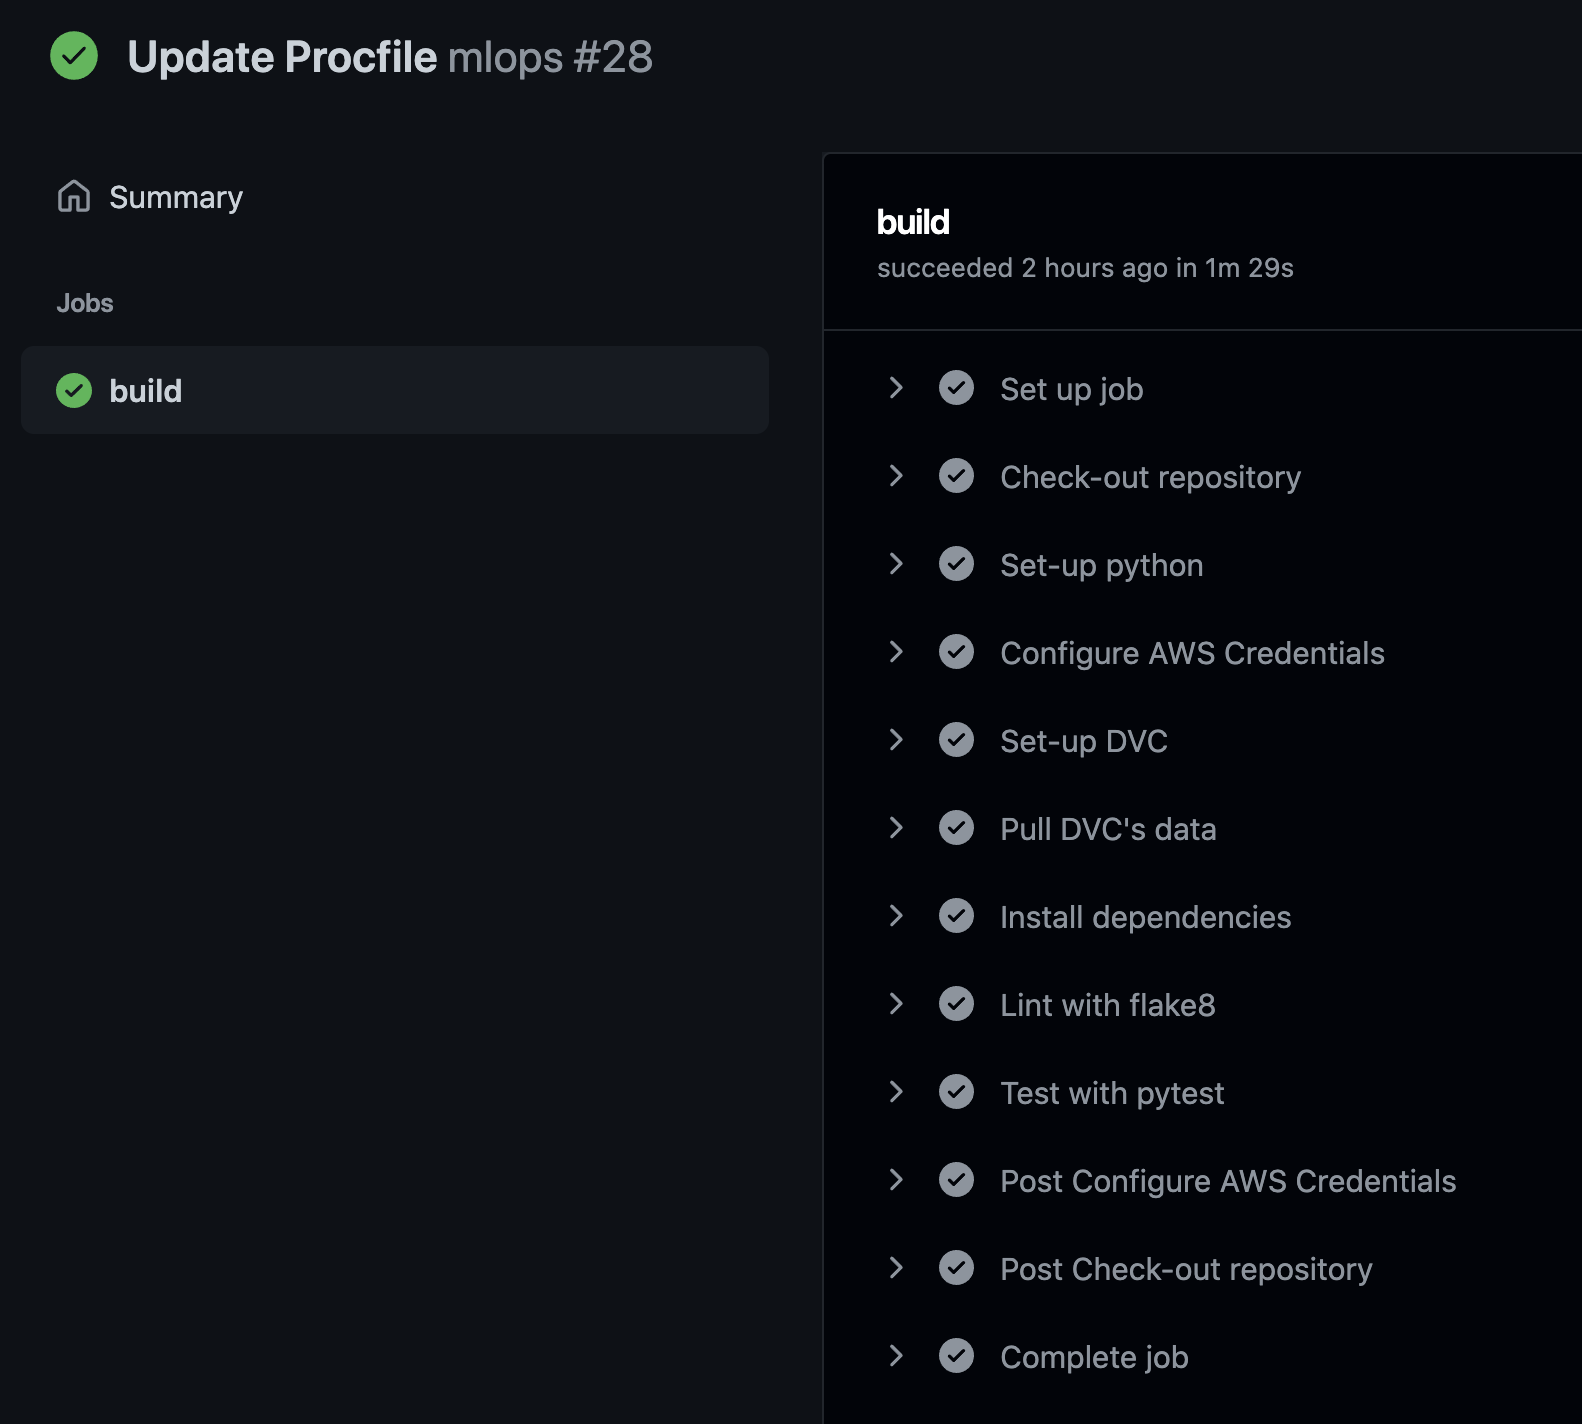 Update Procfile mlops #28
Summary
Jobs
build
build
succeeded 2 hours ago in 1m 29s
Set up job
Check-out repository
Set-up python
Configure AWS Credentials
Set-up DVC
Pull DVC's data
Install dependencies
Lint with flake8
Test with pytest
Post Configure AWS Credentials
Post Check-out repository
Complete job